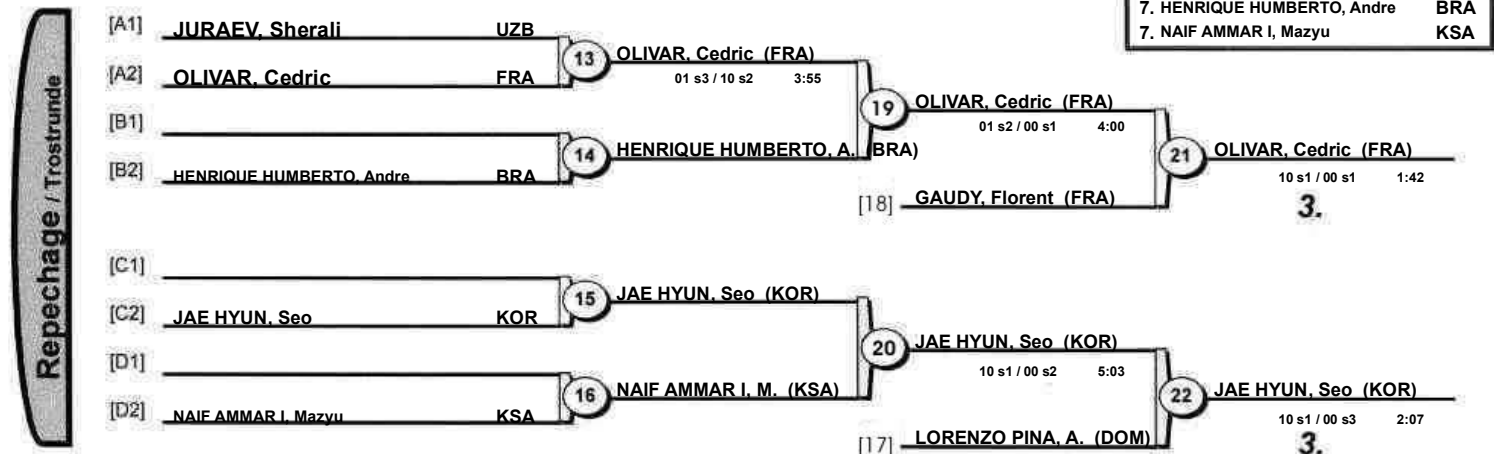 7. HENRIQUE HUMBERTO, Andre BRA
7. NAIF AMMAR I, Mazyu KSA
Repechage / Trostrunde
[A1] JURAEV, Sherali UZB
[A2] OLIVAR, Cedric FRA
13 OLIVAR, Cedric (FRA)
01 s3 / 10 s2 3:55
[B1]
[B2] HENRIQUE HUMBERTO, Andre BRA
14 HENRIQUE HUMBERTO, A. (BRA)
19 OLIVAR, Cedric (FRA)
01 s2 / 00 s1 4:00
[18] GAUDY, Florent (FRA)
21 OLIVAR, Cedric (FRA)
10 s1 / 00 s1 1:42
3.
[C1]
[C2] JAE HYUN, Seo KOR
15 JAE HYUN, Seo (KOR)
[D1]
[D2] NAIF AMMAR I, Mazyu KSA
16 NAIF AMMAR I, M. (KSA)
20 JAE HYUN, Seo (KOR)
10 s1 / 00 s2 5:03
[17] LORENZO PINA, A. (DOM)
22 JAE HYUN, Seo (KOR)
10 s1 / 00 s3 2:07
3.